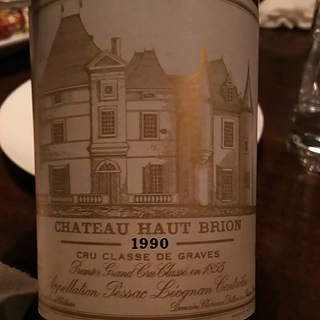 CHATEAU HAUT BRION
1990
CRU CLASSE DE GRAVES
Premier Grand Cru Classé en 1855
Appellation Pessac Léognan Contrôlée